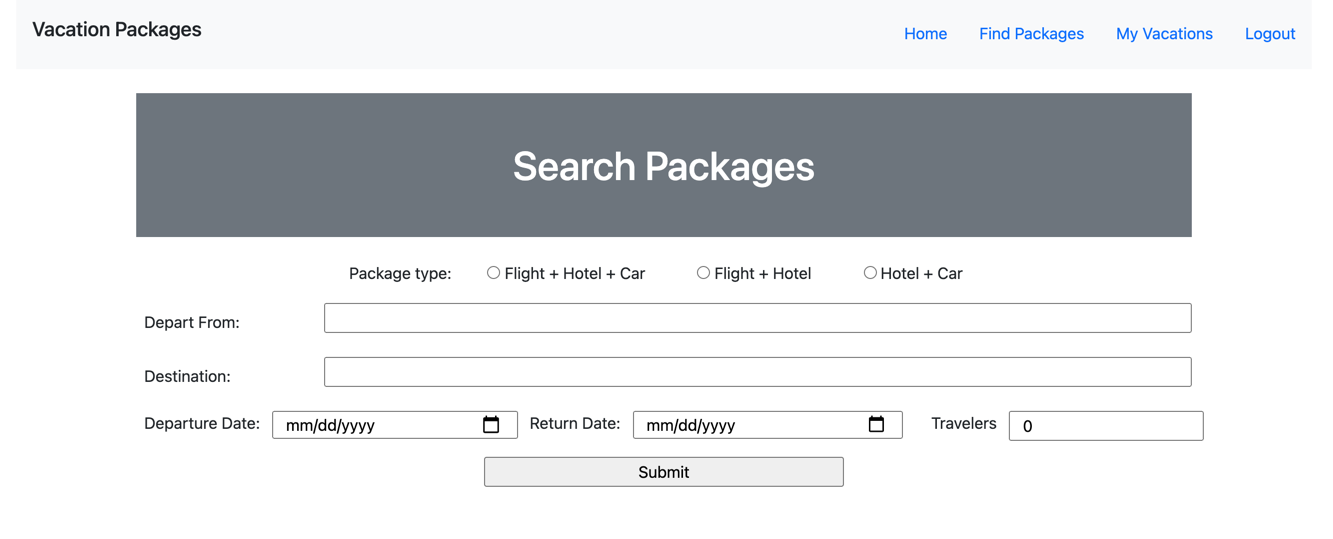 Vacation Packages Home Find Packages My Vacations Logout
Search Packages
Package type: Flight + Hotel + Car Flight + Hotel Hotel + Car
Depart From:
Destination:
Departure Date: mm/dd/yyyy Return Date: mm/dd/yyyy Travelers 0
Submit